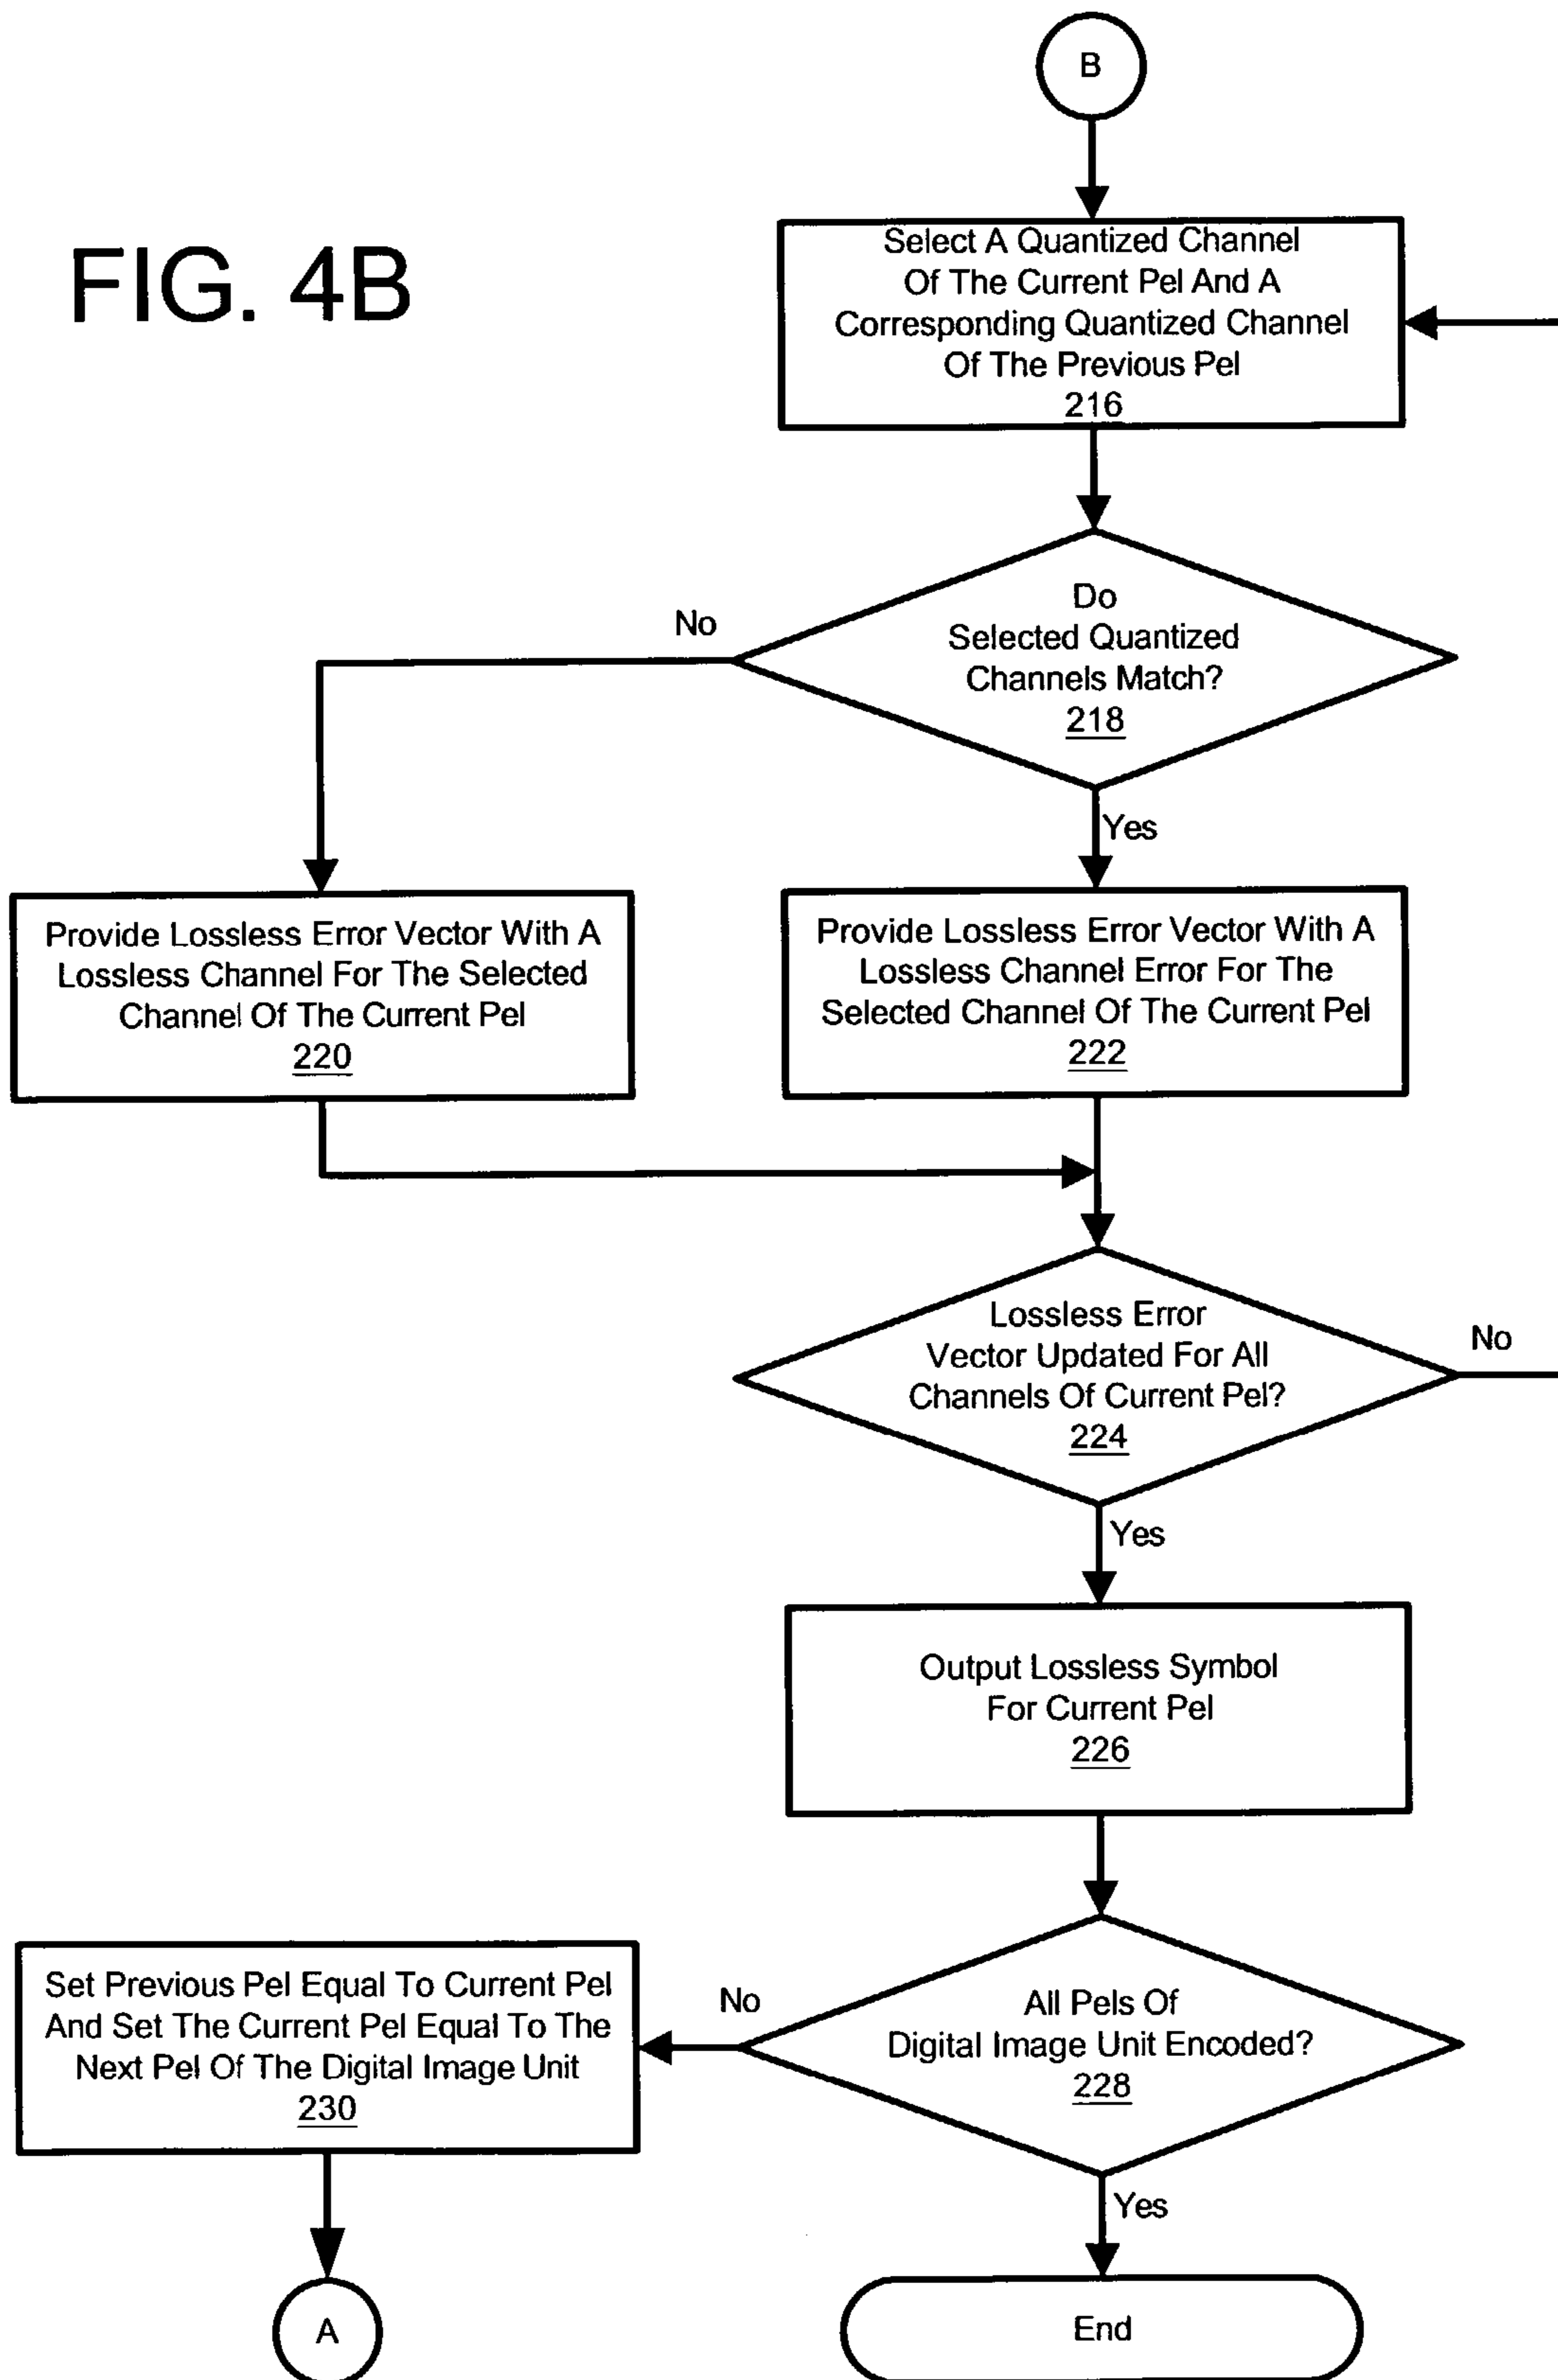 B
FIG. 4B
Select A Quantized Channel
Of The Current Pel And A
Corresponding Quantized Channel
Of The Previous Pel
216
Do
Selected Quantized
Channels Match?
218
No
Yes
Provide Lossless Error Vector With A
Lossless Channel For The Selected
Channel Of The Current Pel
220
Provide Lossless Error Vector With A
Lossless Channel Error For The
Selected Channel Of The Current Pel
222
Lossless Error
Vector Updated For All
Channels Of Current Pel?
224
No
Yes
Output Lossless Symbol
For Current Pel
226
All Pels Of
Digital Image Unit Encoded?
228
No
Set Previous Pel Equal To Current Pel
And Set The Current Pel Equal To The
Next Pel Of The Digital Image Unit
230
Yes
A
End